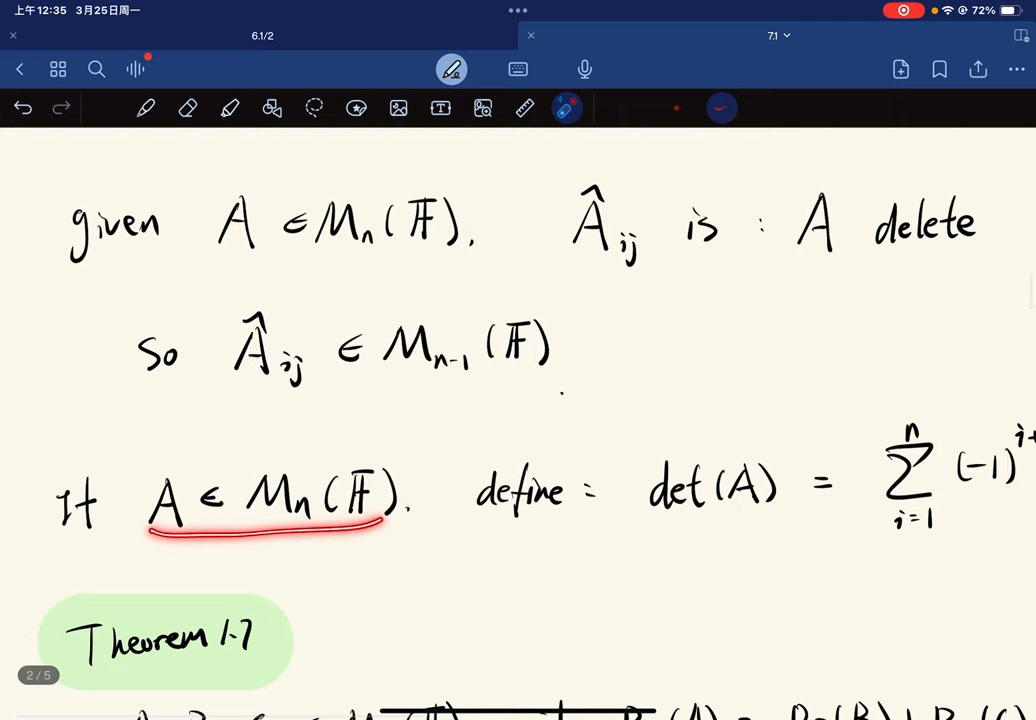 上午12:35 3月25日周一
72%
6.1/2
7.1
given A ∈ Mn(𝔽), Âij is : A delete
so Âij ∈ Mn-1(𝔽)
If A ∈ Mn(𝔽). define: det(A) = ∑_{i=1}^{n} (-1)^{i+
Theorem 1.7
2/5